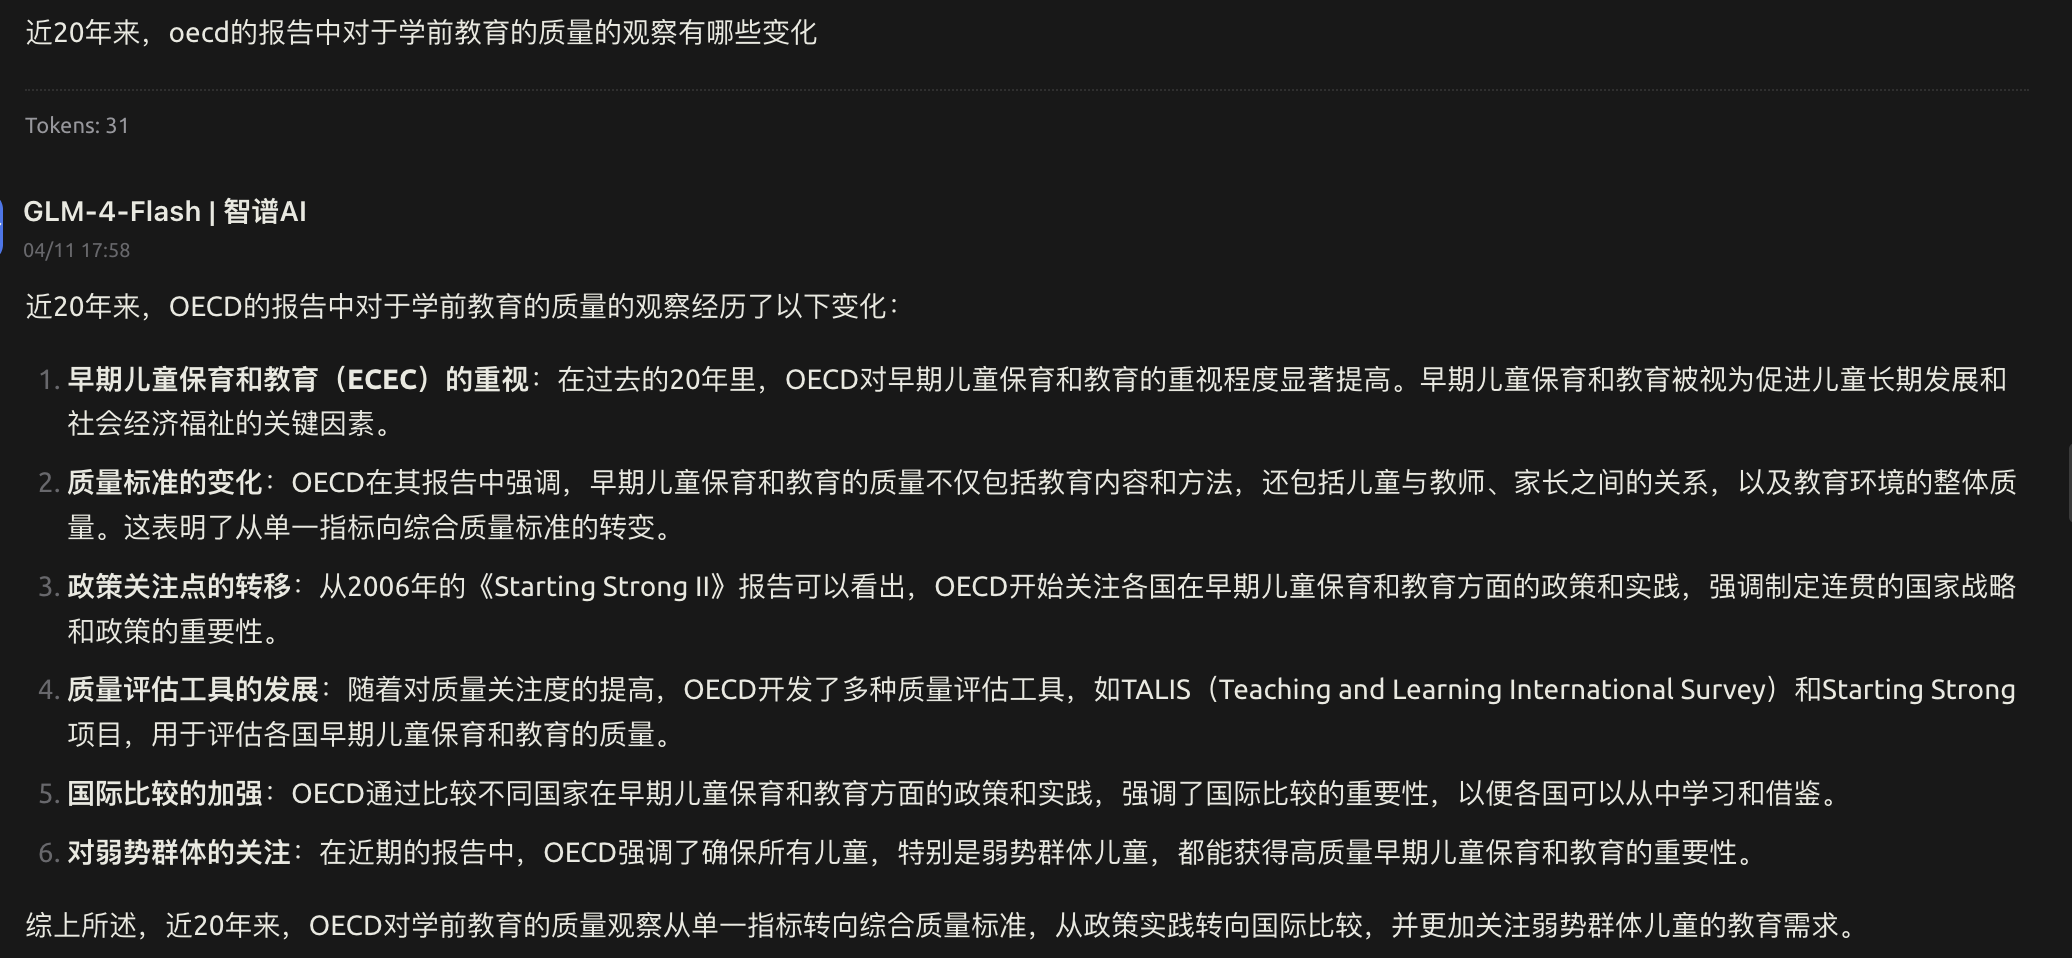 近20年来，oecd的报告中对于学前教育的质量的观察有哪些变化
Tokens: 31
GLM-4-Flash | 智谱AI
04/11 17:58
近20年来，OECD的报告中对于学前教育的质量的观察经历了以下变化：
1. 早期儿童保育和教育（ECEC）的重视：在过去的20年里，OECD对早期儿童保育和教育的重视程度显著提高。早期儿童保育和教育被视为促进儿童长期发展和
社会经济福祉的关键因素。
2. 质量标准的变化：OECD在其报告中强调，早期儿童保育和教育的质量不仅包括教育内容和方法，还包括儿童与教师、家长之间的关系，以及教育环境的整体质
量。这表明了从单一指标向综合质量标准的转变。
3. 政策关注点的转移：从2006年的《Starting Strong II》报告可以看出，OECD开始关注各国在早期儿童保育和教育方面的政策和实践，强调制定连贯的国家战略
和政策的重要性。
4. 质量评估工具的发展：随着对质量关注度的提高，OECD开发了多种质量评估工具，如TALIS（Teaching and Learning International Survey）和Starting Strong
项目，用于评估各国早期儿童保育和教育的质量。
5. 国际比较的加强：OECD通过比较不同国家在早期儿童保育和教育方面的政策和实践，强调了国际比较的重要性，以便各国可以从中学习和借鉴。
6. 对弱势群体的关注：在近期的报告中，OECD强调了确保所有儿童，特别是弱势群体儿童，都能获得高质量早期儿童保育和教育的重要性。
综上所述，近20年来，OECD对学前教育的质量观察从单一指标转向综合质量标准，从政策实践转向国际比较，并更加关注弱势群体儿童的教育需求。